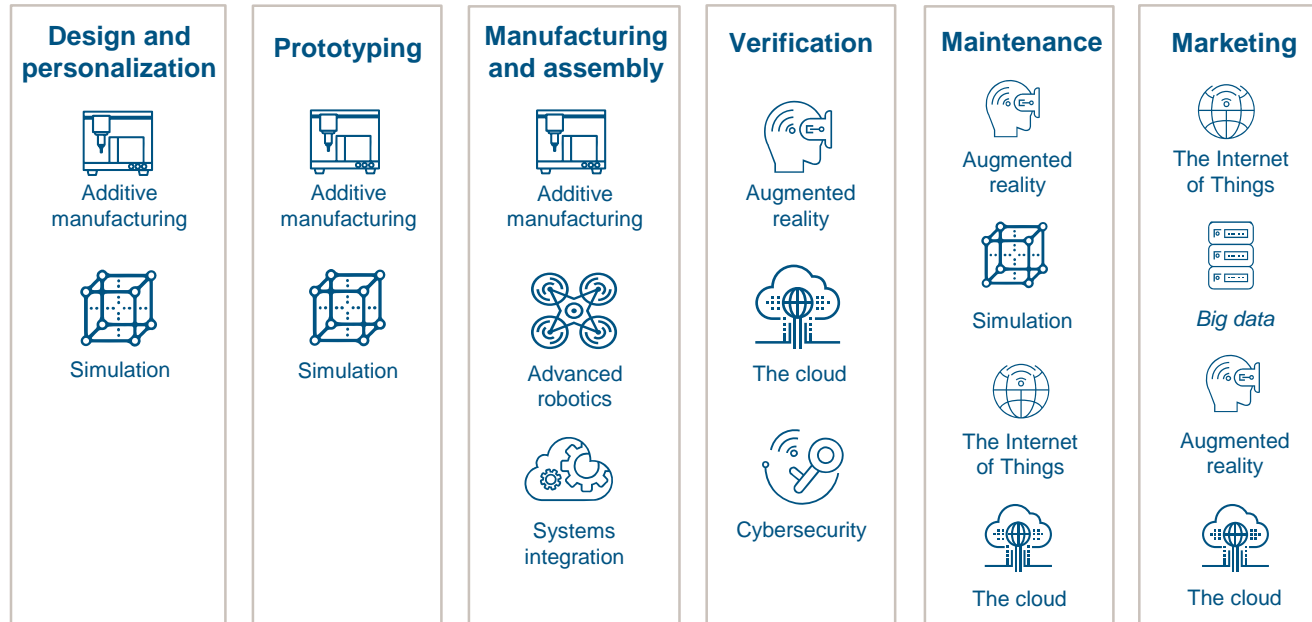 Design and
personalization
Additive
manufacturing
Simulation
Prototyping
Additive
manufacturing
Simulation
Manufacturing
and assembly
Additive
manufacturing
Advanced
robotics
Systems
integration
Verification
Augmented
reality
The cloud
Cybersecurity
Maintenance
Augmented
reality
Simulation
The Internet
of Things
The cloud
Marketing
The Internet
of Things
Big data
Augmented
reality
The cloud